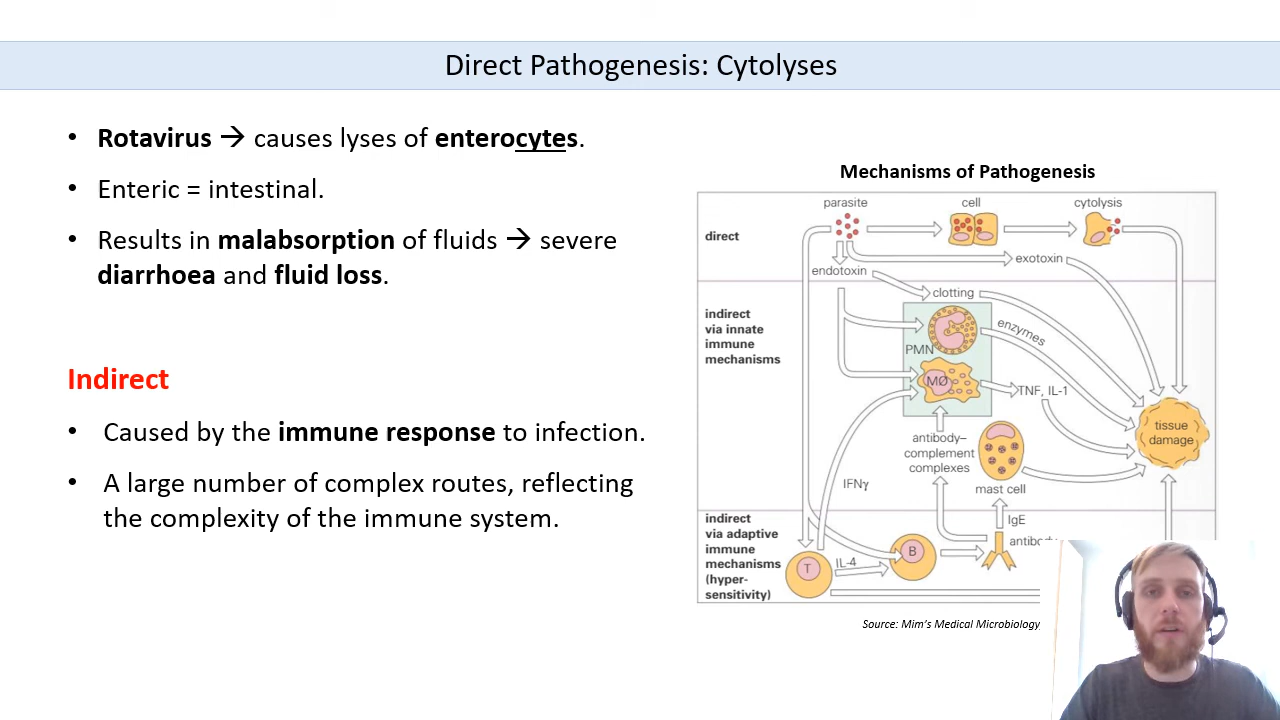 Direct Pathogenesis: Cytolyses
• Rotavirus → causes lyses of enterocytes.
• Enteric = intestinal.
• Results in malabsorption of fluids → severe
diarrhoea and fluid loss.
Indirect
• Caused by the immune response to infection.
• A large number of complex routes, reflecting
the complexity of the immune system.
Mechanisms of Pathogenesis
parasite
cell
cytolysis
direct
endotoxin
exotoxin
clotting
indirect
via innate
immune
mechanisms
enzymes
PMN
MØ
TNF, IL-1
tissue
damage
antibody–
complement
complexes
mast cell
IFNγ
indirect
via adaptive
immune
mechanisms
(hyper-
sensitivity)
IgE
T
IL-4
B
Source: Mim's Medical Microbiology